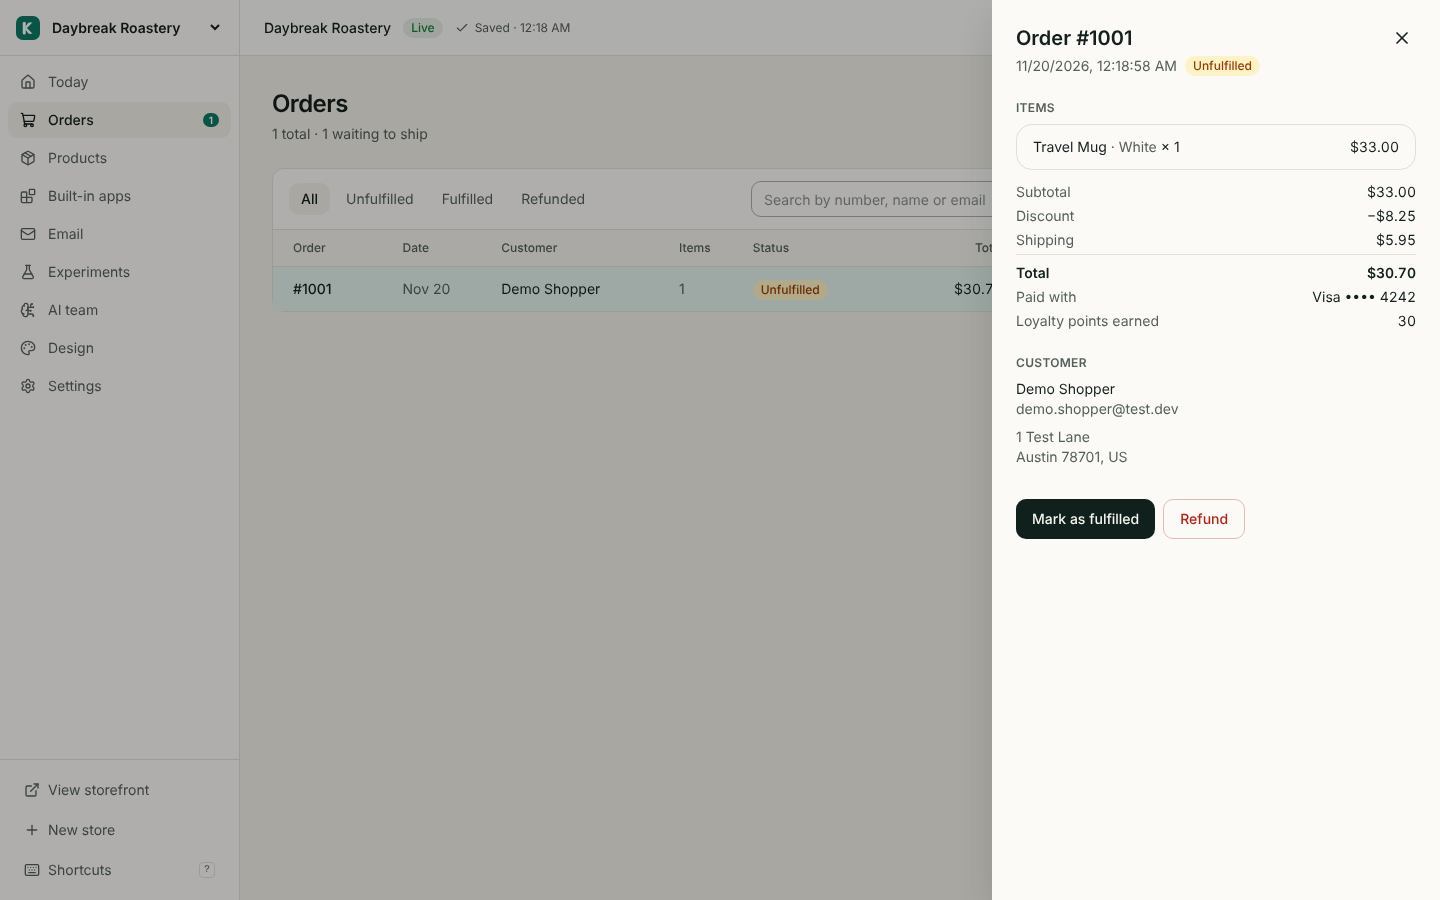 Daybreak Roastery
Today
Orders 1
Products
Built-in apps
Email
Experiments
AI team
Design
Settings
View storefront
New store
Shortcuts ?
Daybreak Roastery Live Saved · 12:18 AM
Orders
1 total · 1 waiting to ship
All Unfulfilled Fulfilled Refunded Search by number, name or email
Order Date Customer Items Status
#1001 Nov 20 Demo Shopper 1 Unfulfilled
Order #1001
11/20/2026, 12:18:58 AM Unfulfilled
ITEMS
Travel Mug · White × 1 $33.00
Subtotal $33.00
Discount −$8.25
Shipping $5.95
Total $30.70
Paid with Visa •••• 4242
Loyalty points earned 30
CUSTOMER
Demo Shopper
demo.shopper@test.dev
1 Test Lane
Austin 78701, US
Mark as fulfilled Refund